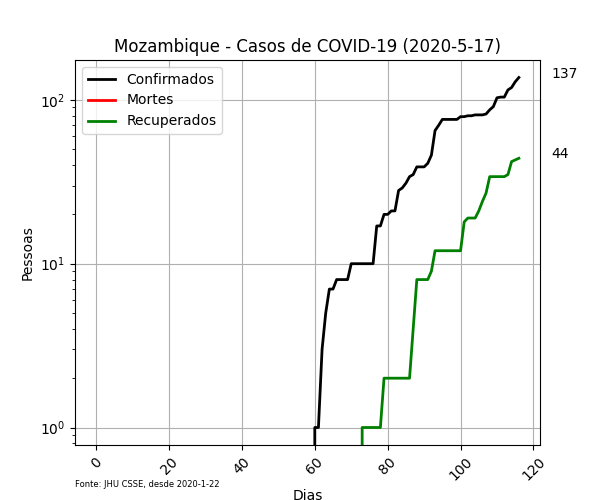 Mozambique - Casos de COVID-19 (2020-5-17)
Confirmados
Mortes
Recuperados
137
44
10²
10¹
10⁰
Pessoas
0 20 40 60 80 100 120
Fonte: JHU CSSE, desde 2020-1-22
Dias